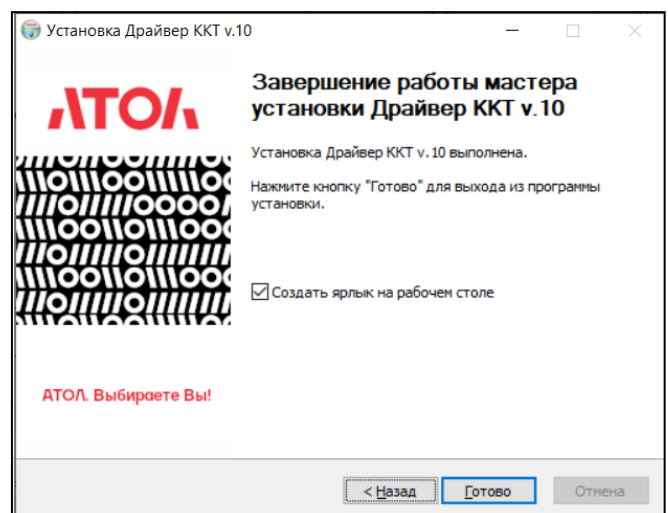 Установка Драйвер ККТ v.10
АТОЛ
Завершение работы мастера
установки Драйвер ККТ v.10
Установка Драйвер ККТ v.10 выполнена.
Нажмите кнопку "Готово" для выхода из программы
установки.
Создать ярлык на рабочем столе
АТОЛ. Выбираете Вы!
< Назад
Готово
Отмена